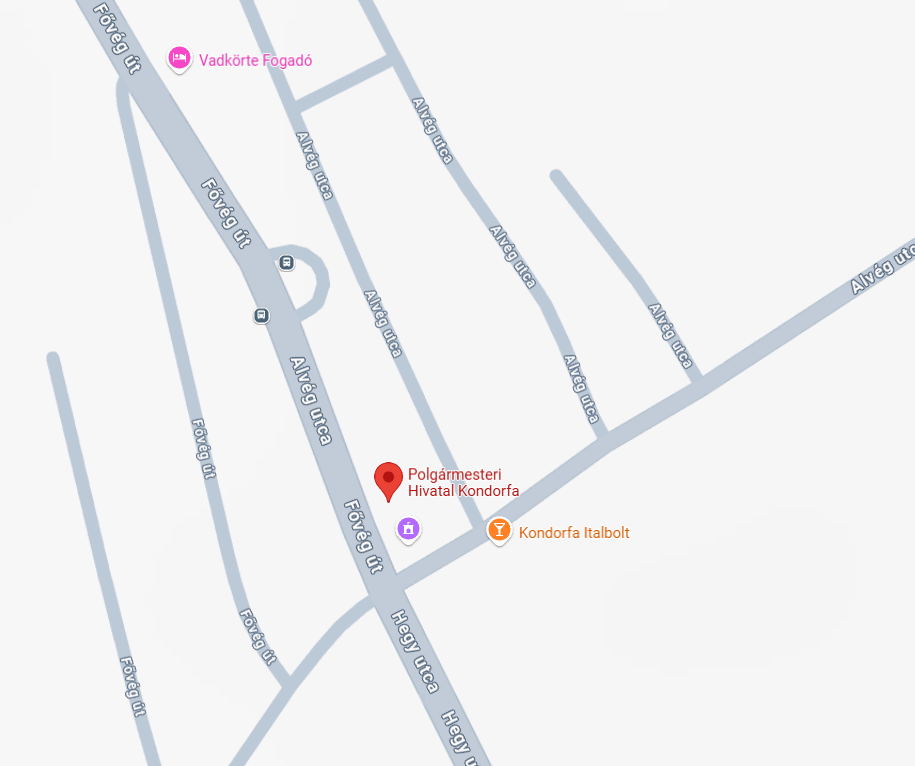 Fővég út
Vadkörte Fogadó
Alvég utca
Alvég utca
Fővég út
Alvég utca
Alvég utc
Alvég utca
Alvég utca
Alvég utca
Alvég utca
Fővég út
Polgármesteri
Hivatal Kondorfa
Fővég út
Kondorfa Italbolt
Fővég út
Hegy utca
Fővég út
Hegy u